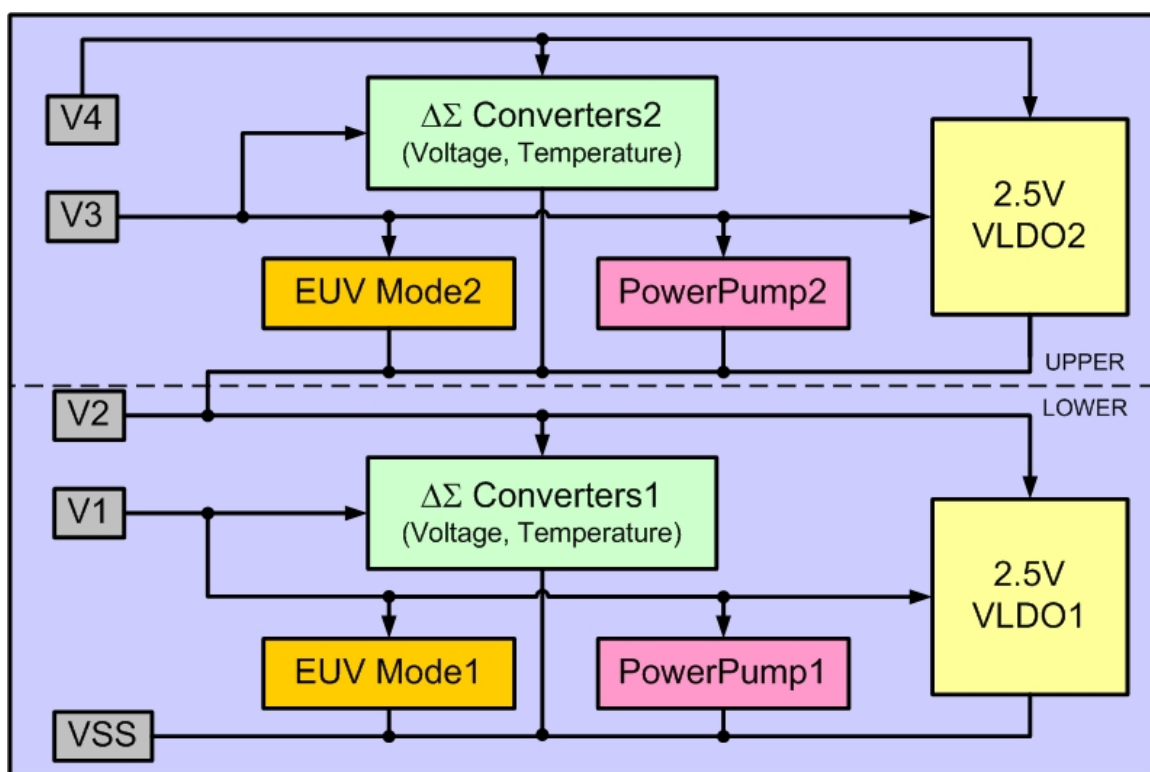 V4
ΔΣ Converters2
(Voltage, Temperature)
V3
2.5V
VLDO2
EUV Mode2
PowerPump2
UPPER
V2
LOWER
V1
ΔΣ Converters1
(Voltage, Temperature)
2.5V
VLDO1
EUV Mode1
PowerPump1
VSS